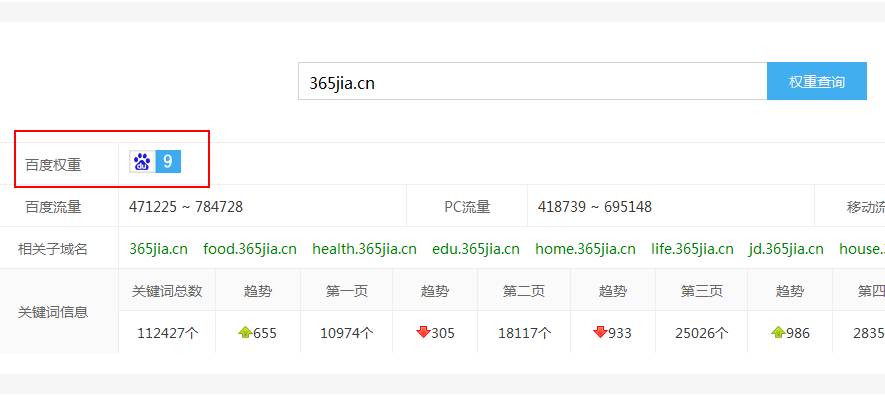 365jia.cn 权重查询
百度权重 du 9
百度流量 471225 ~ 784728 PC流量 418739 ~ 695148 移动流
相关子域名 365jia.cn food.365jia.cn health.365jia.cn edu.365jia.cn home.365jia.cn life.365jia.cn jd.365jia.cn house.
关键词信息
关键词总数 趋势 第一页 趋势 第二页 趋势 第三页 趋势 第四
112427个 655 10974个 305 18117个 933 25026个 986 2835